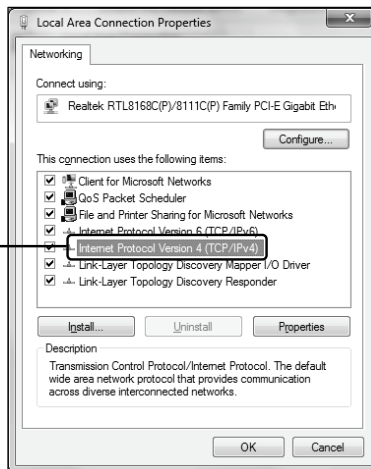 Local Area Connection Properties
Networking
Connect using:
Realtek RTL8168C(P)/8111C(P) Family PCI-E Gigabit Eth
Configure...
This connection uses the following items:
Client for Microsoft Networks
QoS Packet Scheduler
File and Printer Sharing for Microsoft Networks
Internet Protocol Version 6 (TCP/IPv6)
Internet Protocol Version 4 (TCP/IPv4)
Link-Layer Topology Discovery Mapper I/O Driver
Link-Layer Topology Discovery Responder
Install...
Uninstall
Properties
Description
Transmission Control Protocol/Internet Protocol. The default
wide area network protocol that provides communication
across diverse interconnected networks.
OK
Cancel